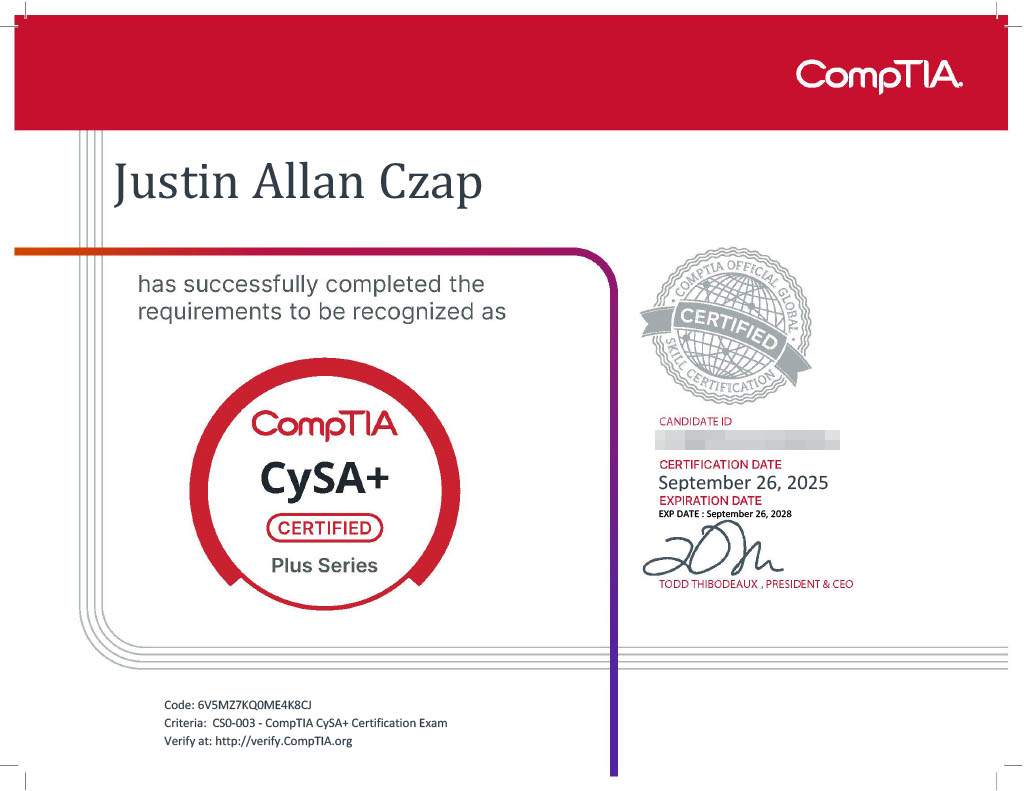 CompTIA.
Justin Allan Czap
has successfully completed the
requirements to be recognized as
COMPTIA OFFICIAL GLOBAL
CERTIFIED
SKILL CERTIFICATION
CompTIA
CySA+
CERTIFIED
Plus Series
CANDIDATE ID
CERTIFICATION DATE
September 26, 2025
EXPIRATION DATE
EXP DATE : September 26, 2028
TODD THIBODEAUX , PRESIDENT & CEO
Code: 6V5MZ7KQ0ME4K8CJ
Criteria: CS0-003 - CompTIA CySA+ Certification Exam
Verify at: http://verify.CompTIA.org